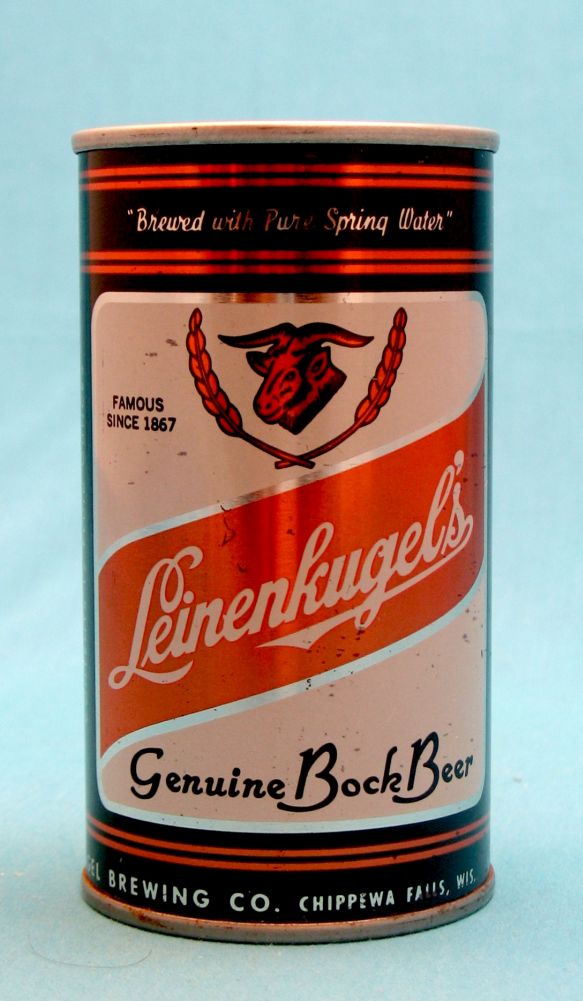 "Brewed with Pure Spring Water"
FAMOUS
SINCE 1867
Leinenkugel's
Genuine Bock Beer
BREWING CO. CHIPPEWA FALLS, WIS.